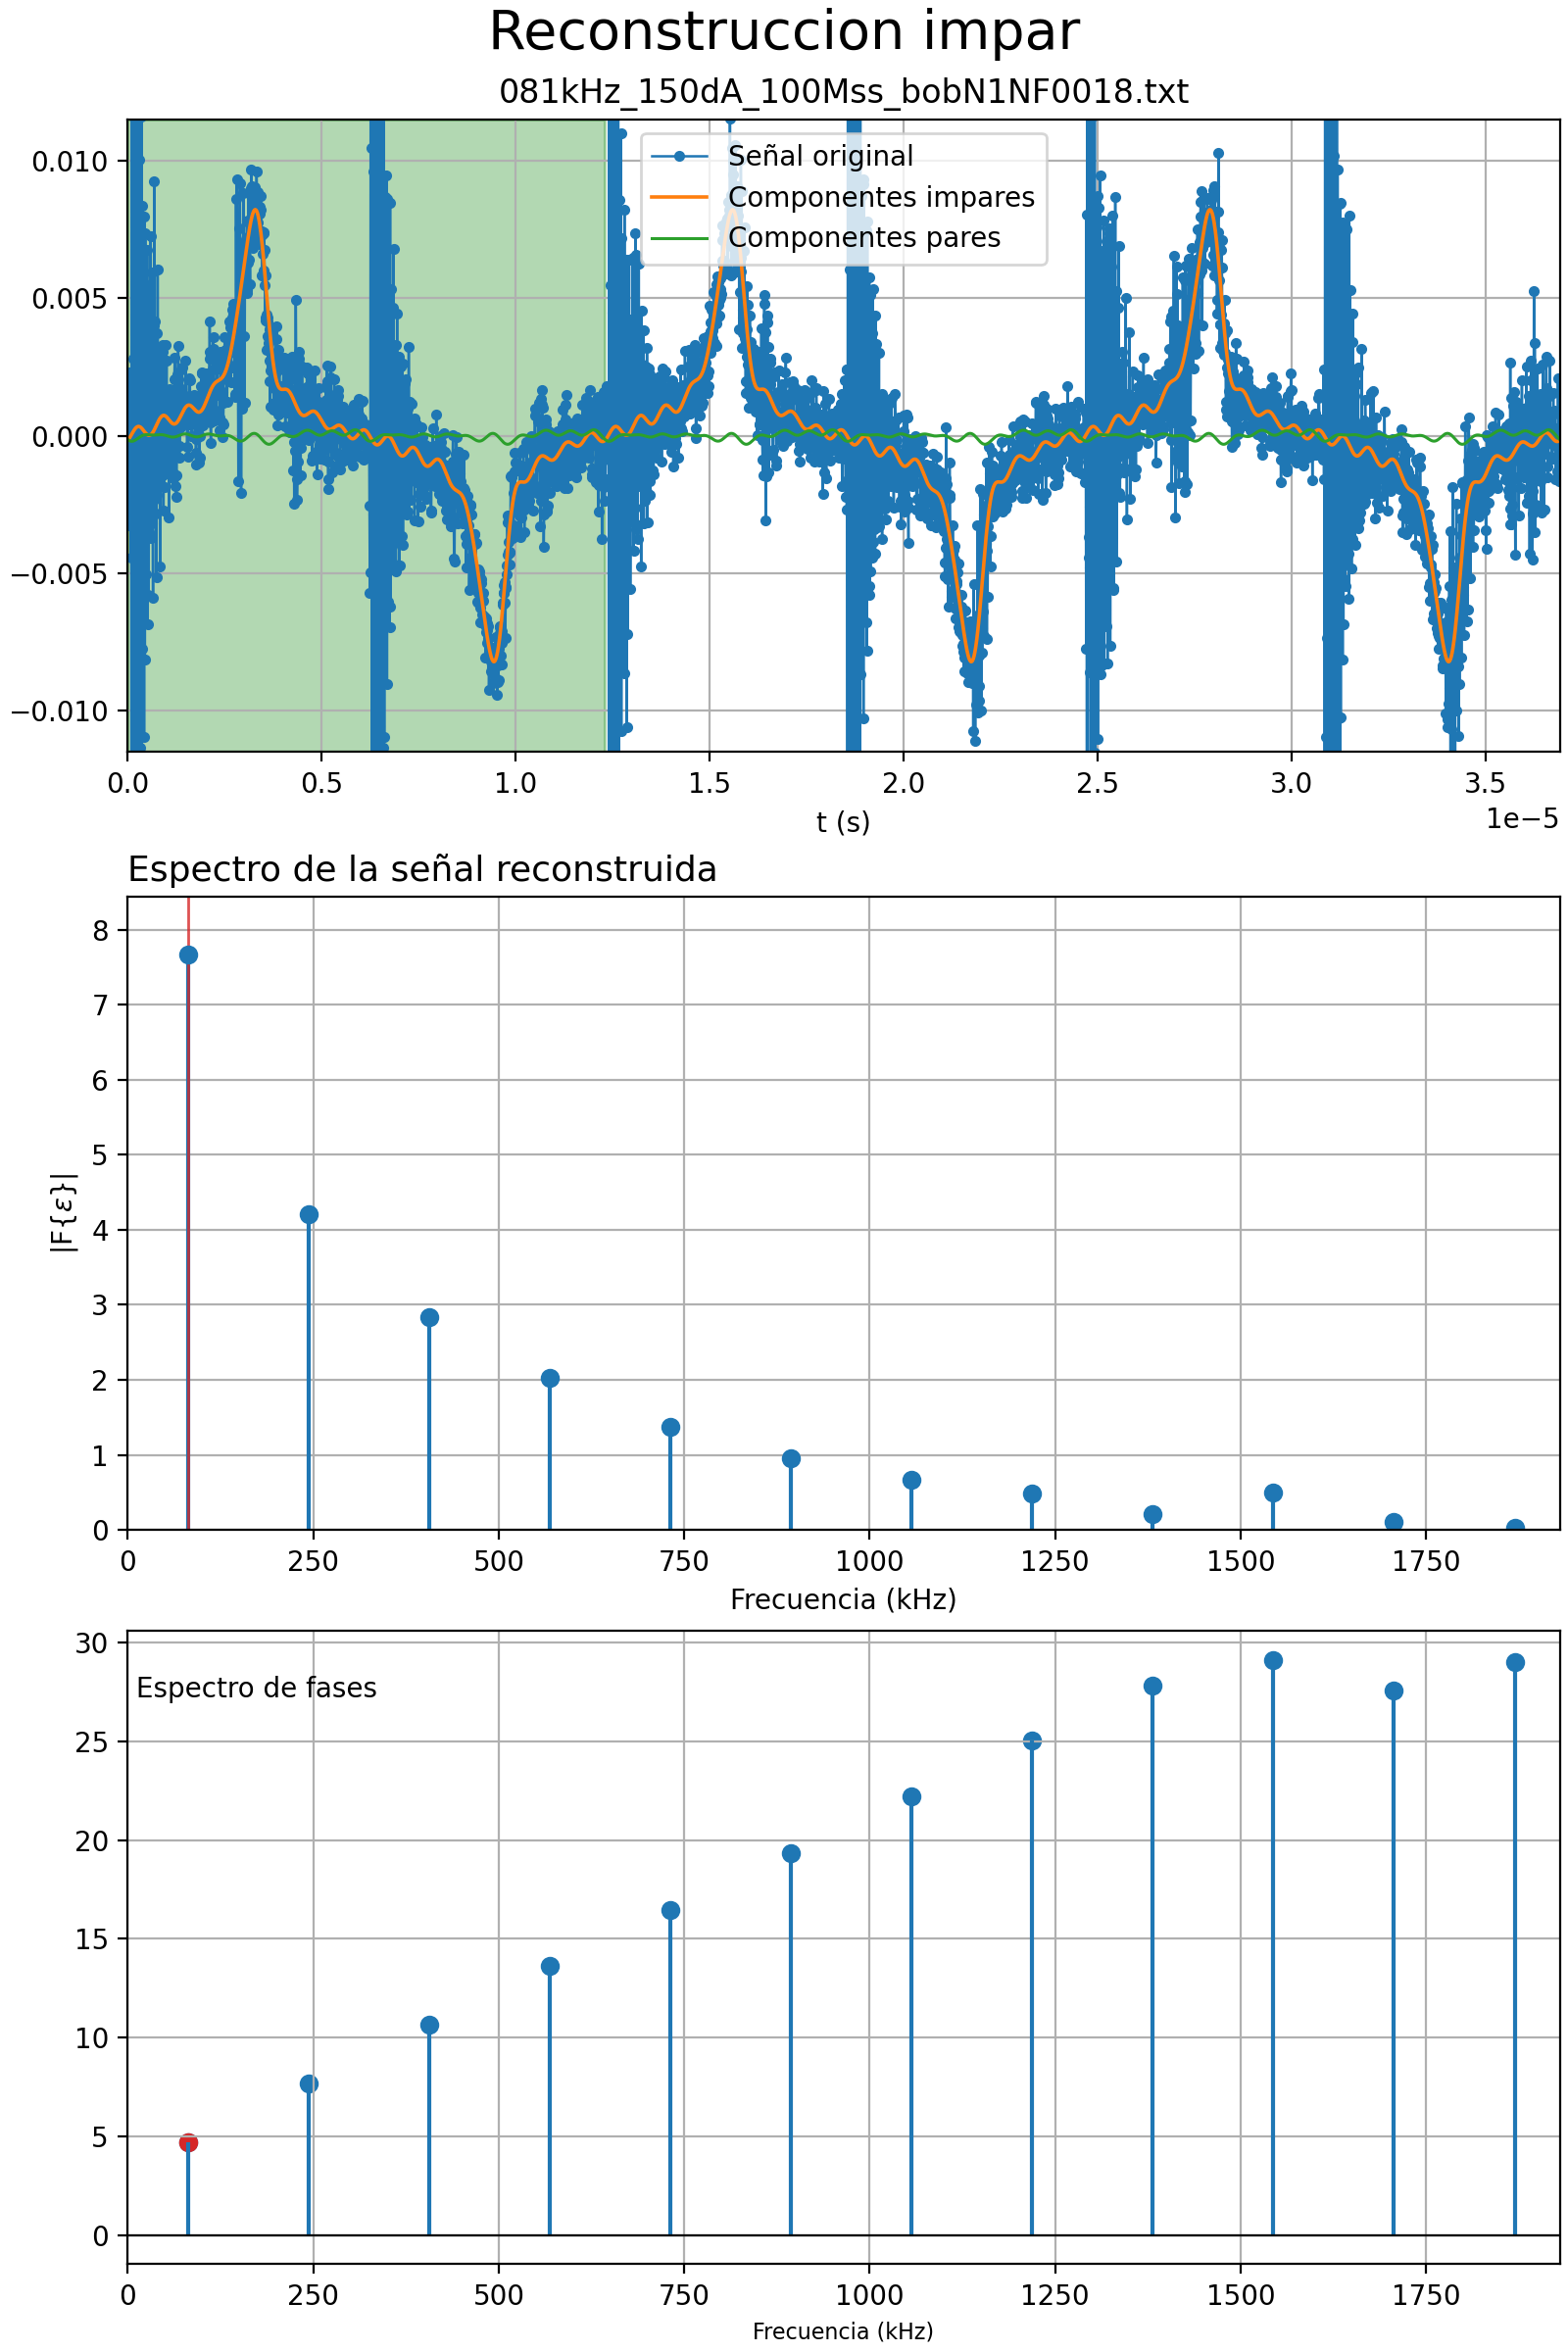 Reconstruccion impar
081kHz_150dA_100Mss_bobN1NF0018.txt
Señal original
Componentes impares
Componentes pares
0.010
0.005
0.000
−0.005
−0.010
0.0 0.5 1.0 1.5 2.0 2.5 3.0 3.5
1e−5
t (s)
Espectro de la señal reconstruida
8
7
6
5
4
3
2
1
0
|F{ε}|
0 250 500 750 1000 1250 1500 1750
Frecuencia (kHz)
Espectro de fases
30
25
20
15
10
5
0
0 250 500 750 1000 1250 1500 1750
Frecuencia (kHz)